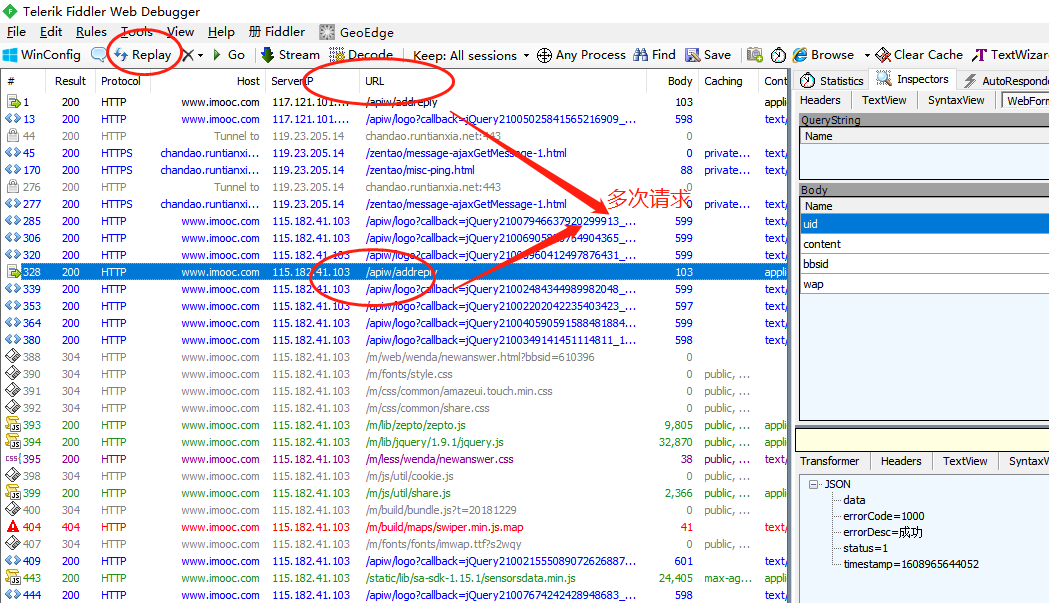 Telerik Fiddler Web Debugger
File Edit Rules Tools View Help Fiddler GeoEdge
WinConfig Replay Go Stream Decode Keep: All sessions Any Process Find Save Browse Clear Cache TextWizar
# Result Protocol Host ServerIP URL Body Caching Cont
1 200 HTTP www.imooc.com 117.121.101.... /apiw/addreply 103 appli
13 200 HTTP www.imooc.com 117.121.101.... /apiw/logo?callback=jQuery21005025841565216909_... 598 text/
44 200 HTTP Tunnel to 119.23.205.14 chandao.runtianxia.net:443 0
45 200 HTTPS chandao.runtianxi... 119.23.205.14 /zentao/message-ajaxGetMessage-1.html 0 private... text/
170 200 HTTPS chandao.runtianxi... 119.23.205.14 /zentao/misc-ping.html 88 private... text/
276 200 HTTP Tunnel to 119.23.205.14 chandao.runtianxia.net:443 0
277 200 HTTPS chandao.runtianxi... 119.23.205.14 /zentao/message-ajaxGetMessage-1.html 0 private... text/
多次请求
285 200 HTTP www.imooc.com 115.182.41.103 /apiw/logo?callback=jQuery21007946637920299913_... 599 text/
306 200 HTTP www.imooc.com 115.182.41.103 599 text/
320 200 HTTP www.imooc.com 115.182.41.103 599 text/
328 200 HTTP www.imooc.com 115.182.41.103 /apiw/addreply 103 appli
339 200 HTTP www.imooc.com 115.182.41.103 /apiw/logo?callback=jQuery21002484344989982048_... 599 text/
353 200 HTTP www.imooc.com 115.182.41.103 /apiw/logo?callback=jQuery21002202042235403423_... 597 text/
364 200 HTTP www.imooc.com 115.182.41.103 /apiw/logo?callback=jQuery21004059059158848188​4... 599 text/
380 200 HTTP www.imooc.com 115.182.41.103 /apiw/logo?callback=jQuery2100349141451114811_1... 598 text/
388 304 HTTP www.imooc.com 115.182.41.103 /m/web/wenda/newanswer.html?bbsid=610396 0 public, ...
390 304 HTTP www.imooc.com 115.182.41.103 /m/fonts/style.css 0 public, ...
391 304 HTTP www.imooc.com 115.182.41.103 /m/css/common/amazeui.touch.min.css 0 public, ...
392 304 HTTP www.imooc.com 115.182.41.103 /m/css/common/share.css 0 public, ...
393 200 HTTP www.imooc.com 115.182.41.103 /m/lib/zepto/zepto.js 9,805 public, ... appli
394 200 HTTP www.imooc.com 115.182.41.103 /m/lib/jquery/1.9.1/jquery.js 32,870 public, ... appli
395 200 HTTP www.imooc.com 115.182.41.103 /m/less/wenda/newanswer.css 38 public, ... text/
398 304 HTTP www.imooc.com 115.182.41.103 /m/js/util/cookie.js 0 public, ...
399 200 HTTP www.imooc.com 115.182.41.103 /m/js/util/share.js 2,366 public, ... appli
400 304 HTTP www.imooc.com 115.182.41.103 /m/build/bundle.js?t=20181229 0 public, ...
404 404 HTTP www.imooc.com 115.182.41.103 /m/build/maps/swiper.min.js.map 41 text/
407 304 HTTP www.imooc.com 115.182.41.103 /m/fonts/fonts/imwap.ttf?s2wqy 0 public, ...
409 200 HTTP www.imooc.com 115.182.41.103 /apiw/logo?callback=jQuery21002155508907262688​7... 601 text/
443 200 HTTP www.imooc.com 115.182.41.103 /static/lib/sa-sdk-1.15.1/sensorsdata.min.js 24,405 max-ag... appli
444 200 HTTP www.imooc.com 115.182.41.103 /apiw/logo?callback=jQuery21007674242428948683_... 598 text/
Statistics Inspectors AutoResponde
Headers TextView SyntaxView WebForm
QueryString
Name
Body
Name
uid
content
bbsid
wap
Transformer Headers TextView SyntaxV
JSON
data
errorCode=1000
errorDesc=成功
status=1
timestamp=1608965644052